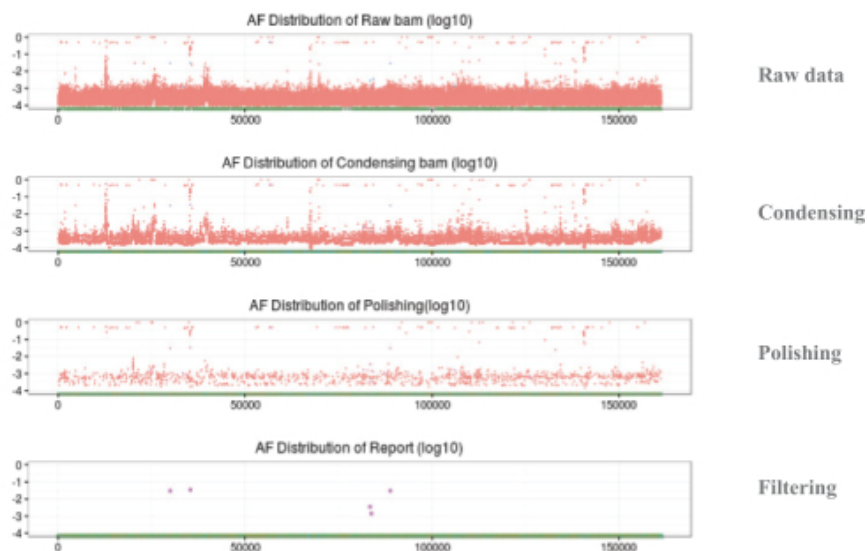 AF Distribution of Raw bam (log10)
0
-1
-2
-3
-4
0 50000 100000 150000
Raw data
AF Distribution of Condensing bam (log10)
0
-1
-2
-3
-4
0 50000 100000 150000
Condensing
AF Distribution of Polishing(log10)
0
-1
-2
-3
-4
0 50000 100000 150000
Polishing
AF Distribution of Report (log10)
0
-1
-2
-3
-4
0 50000 100000 150000
Filtering